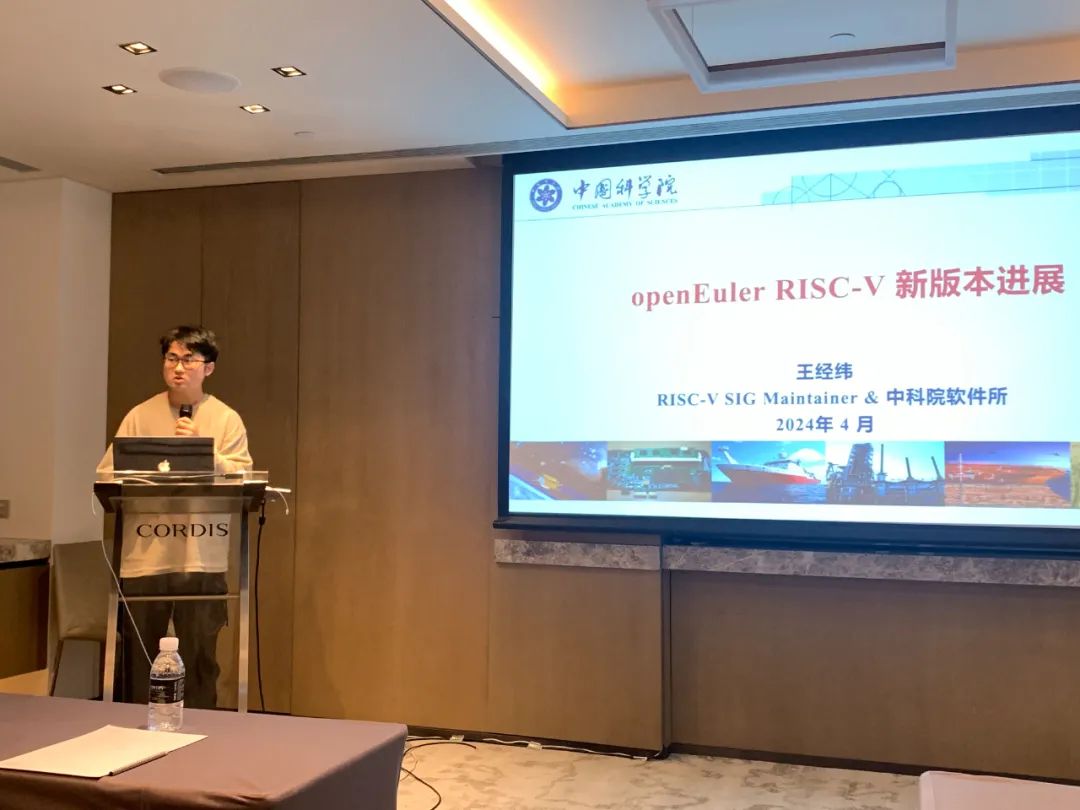 中国科学院
CHINESE ACADEMY OF SCIENCES
openEuler RISC-V 新版本进展
王经纬
RISC-V SIG Maintainer & 中科院软件所
2024年 4 月
CORDIS